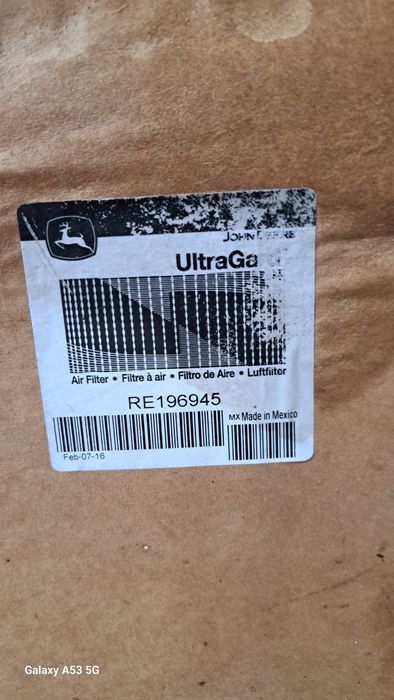 JOHN DEERE
UltraGa
Air Filter • Filtre à air • Filtro de Aire • Luftfilter
RE196945
MX Made in Mexico
Feb-07-16
Galaxy A53 5G